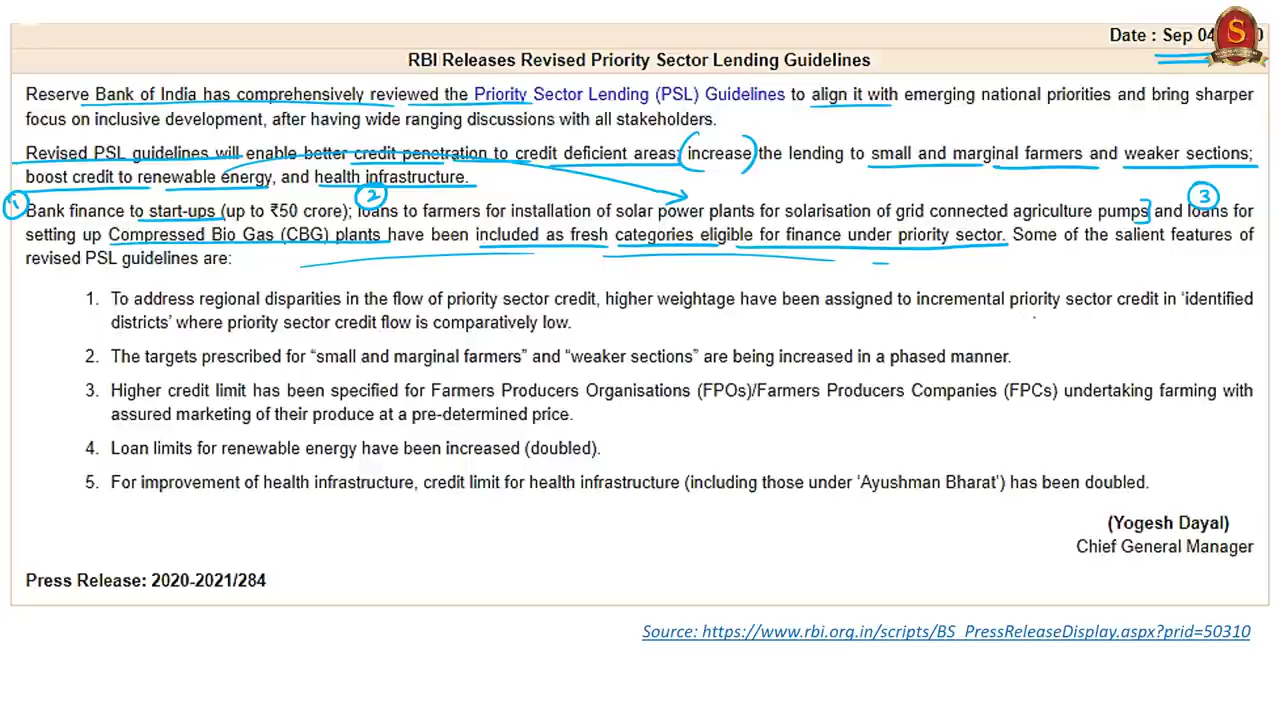 Date : Sep 04
RBI Releases Revised Priority Sector Lending Guidelines
Reserve Bank of India has comprehensively reviewed the Priority Sector Lending (PSL) Guidelines to align it with emerging national priorities and bring sharper
focus on inclusive development, after having wide ranging discussions with all stakeholders.
Revised PSL guidelines will enable better credit penetration to credit deficient areas; increase the lending to small and marginal farmers and weaker sections;
boost credit to renewable energy, and health infrastructure.
1 2 3
Bank finance to start-ups (up to ₹50 crore); loans to farmers for installation of solar power plants for solarisation of grid connected agriculture pumps and loans for
setting up Compressed Bio Gas (CBG) plants have been included as fresh categories eligible for finance under priority sector. Some of the salient features of
revised PSL guidelines are:
1. To address regional disparities in the flow of priority sector credit, higher weightage have been assigned to incremental priority sector credit in ‘identified
districts’ where priority sector credit flow is comparatively low.
2. The targets prescribed for “small and marginal farmers” and “weaker sections” are being increased in a phased manner.
3. Higher credit limit has been specified for Farmers Producers Organisations (FPOs)/Farmers Producers Companies (FPCs) undertaking farming with
assured marketing of their produce at a pre-determined price.
4. Loan limits for renewable energy have been increased (doubled).
5. For improvement of health infrastructure, credit limit for health infrastructure (including those under ‘Ayushman Bharat’) has been doubled.
(Yogesh Dayal)
Chief General Manager
Press Release: 2020-2021/284
Source: https://www.rbi.org.in/scripts/BS_PressReleaseDisplay.aspx?prid=50310